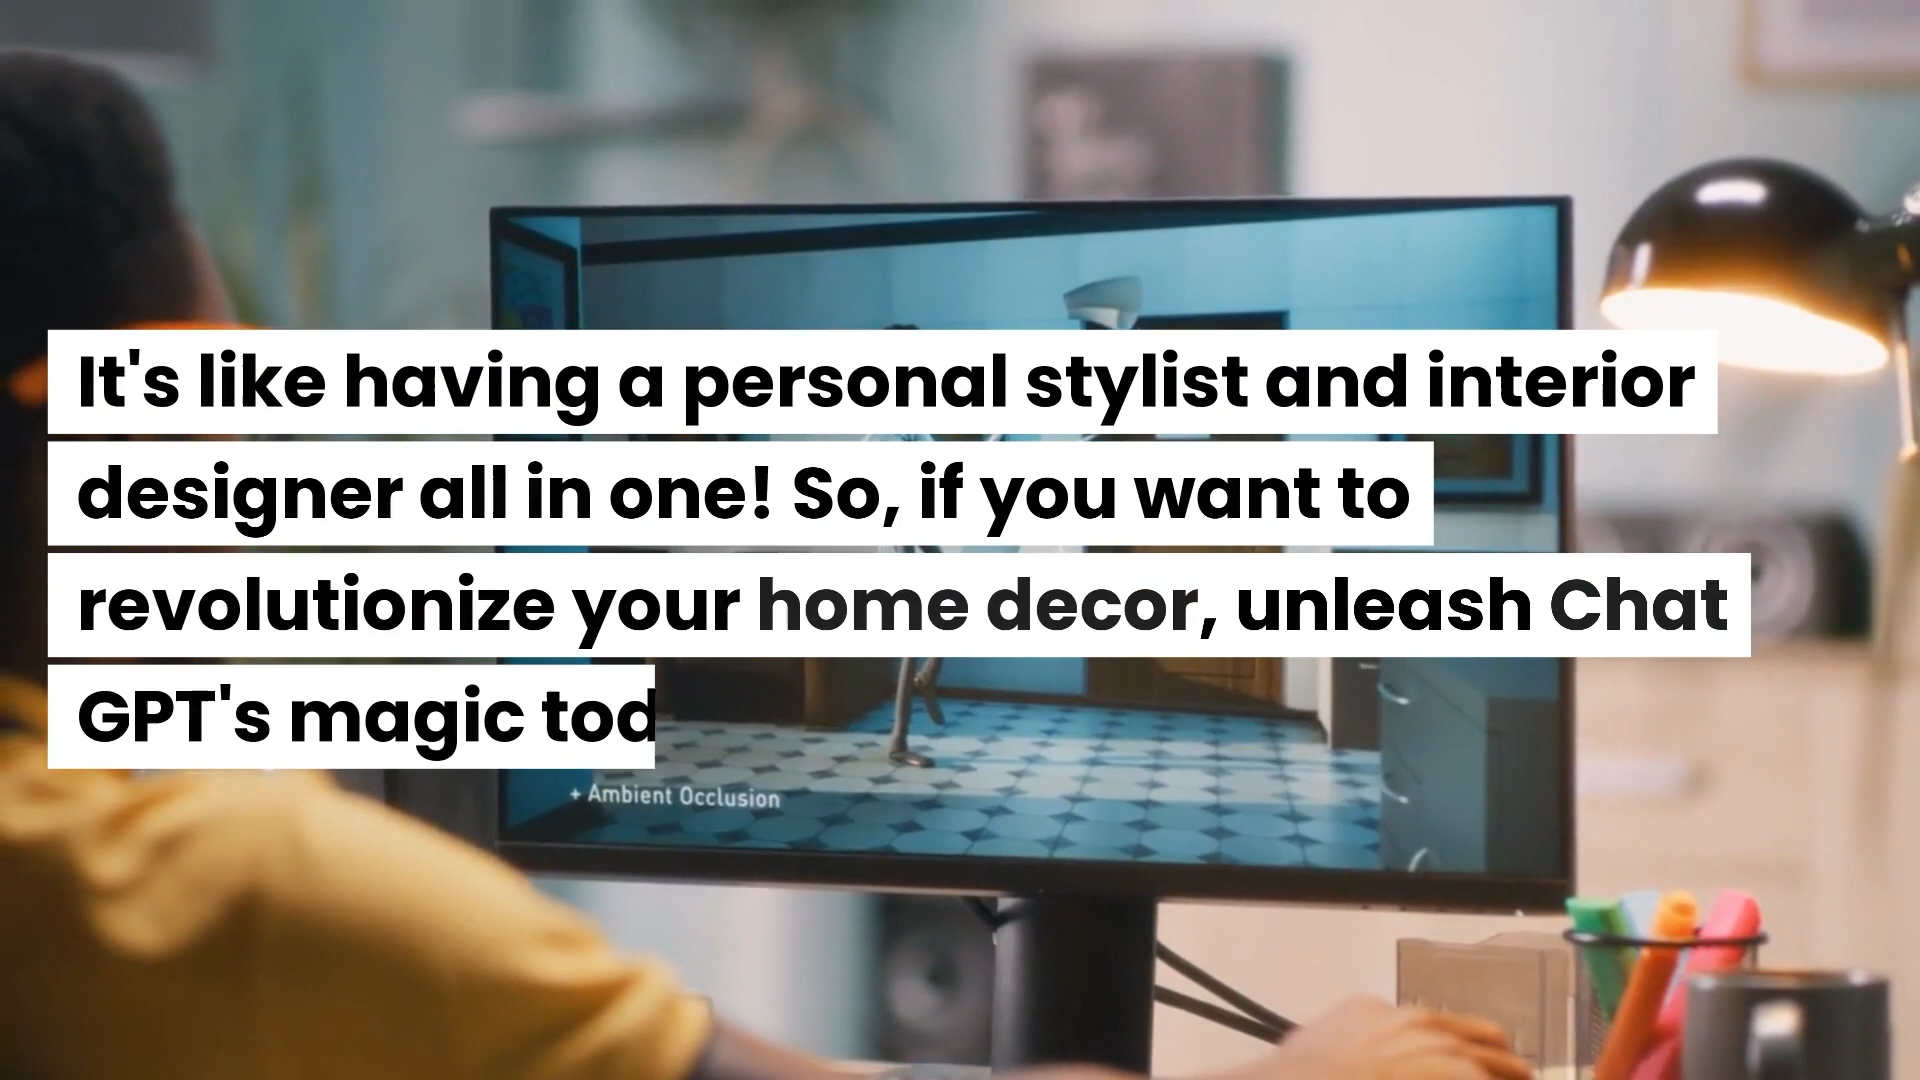 It's like having a personal stylist and interior
designer all in one! So, if you want to
revolutionize your home decor, unleash Chat
GPT's magic tod
+ Ambient Occlusion